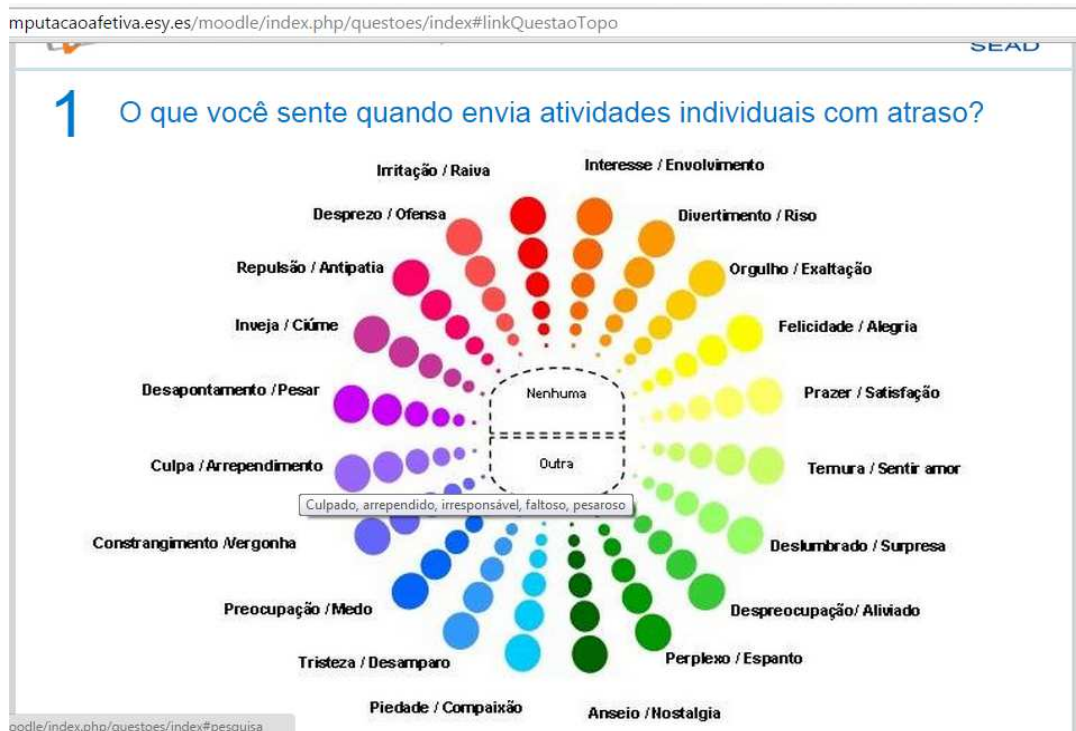 mputacaoafetiva.esy.es/moodle/index.php/questoes/index#linkQuestaoTopo
SEAD
1 O que você sente quando envia atividades individuais com atraso?
Irritação / Raiva
Interesse / Envolvimento
Desprezo / Ofensa
Divertimento / Riso
Repulsão / Antipatia
Orgulho / Exaltação
Inveja / Ciúme
Felicidade / Alegria
Desapontamento / Pesar
Nenhuma
Prazer / Satisfação
Culpa / Arrependimento
Outra
Ternura / Sentir amor
Culpado, arrependido, irresponsável, faltoso, pesaroso
Constrangimento /Vergonha
Deslumbrado / Surpresa
Preocupação / Medo
Despreocupação/ Aliviado
Tristeza / Desamparo
Perplexo / Espanto
Piedade / Compaixão
Anseio / Nostalgia
oodle/index.php/questoes/index#pesquisa